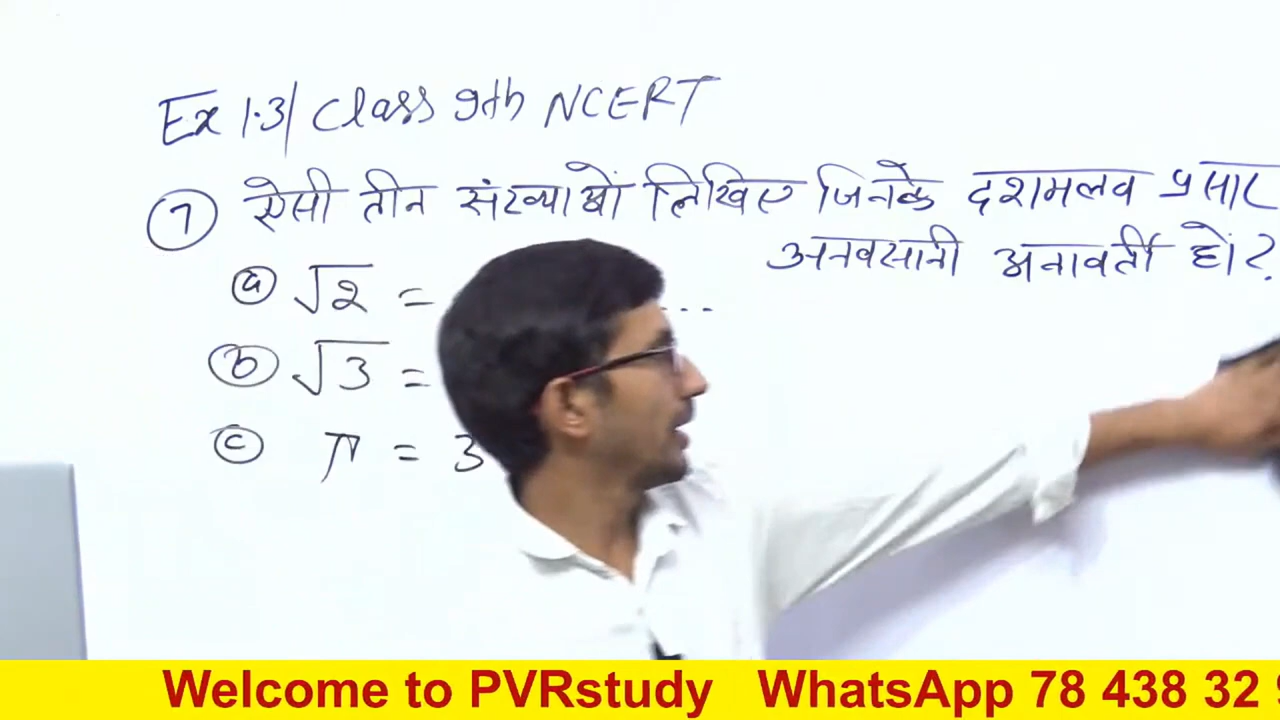 Ex 1.3/ Class 9th NCERT
⑦ ऐसी तीन संख्याओं लिखिए जिनके दशमलव प्रसार
अनवसानी अनावर्ती हों?
ⓐ √2 = ...
ⓑ √3 =
ⓒ π = 3
Welcome to PVRstudy WhatsApp 78 438 32